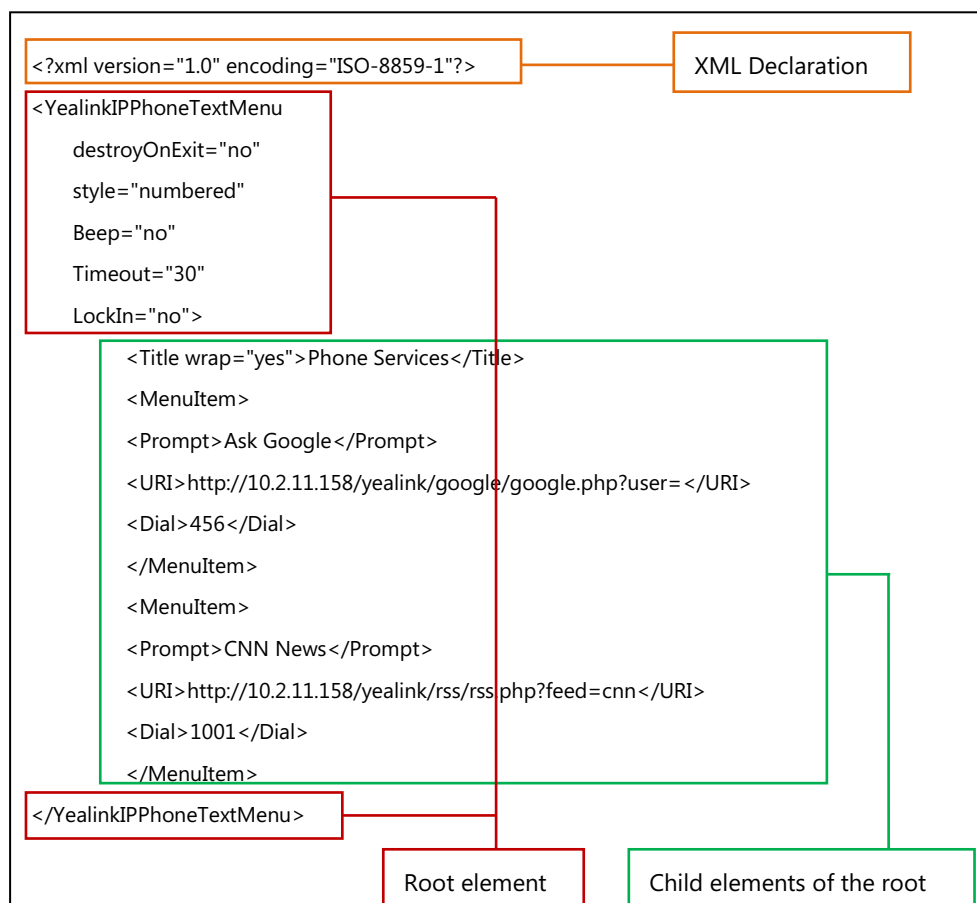 <?xml version="1.0" encoding="ISO-8859-1"?>
XML Declaration
<YealinkIPPhoneTextMenu
destroyOnExit="no"
style="numbered"
Beep="no"
Timeout="30"
LockIn="no">
<Title wrap="yes">Phone Services</Title>
<MenuItem>
<Prompt>Ask Google</Prompt>
<URI>http://10.2.11.158/yealink/google/google.php?user=</URI>
<Dial>456</Dial>
</MenuItem>
<MenuItem>
<Prompt>CNN News</Prompt>
<URI>http://10.2.11.158/yealink/rss/rss.php?feed=cnn</URI>
<Dial>1001</Dial>
</MenuItem>
</YealinkIPPhoneTextMenu>
Root element
Child elements of the root